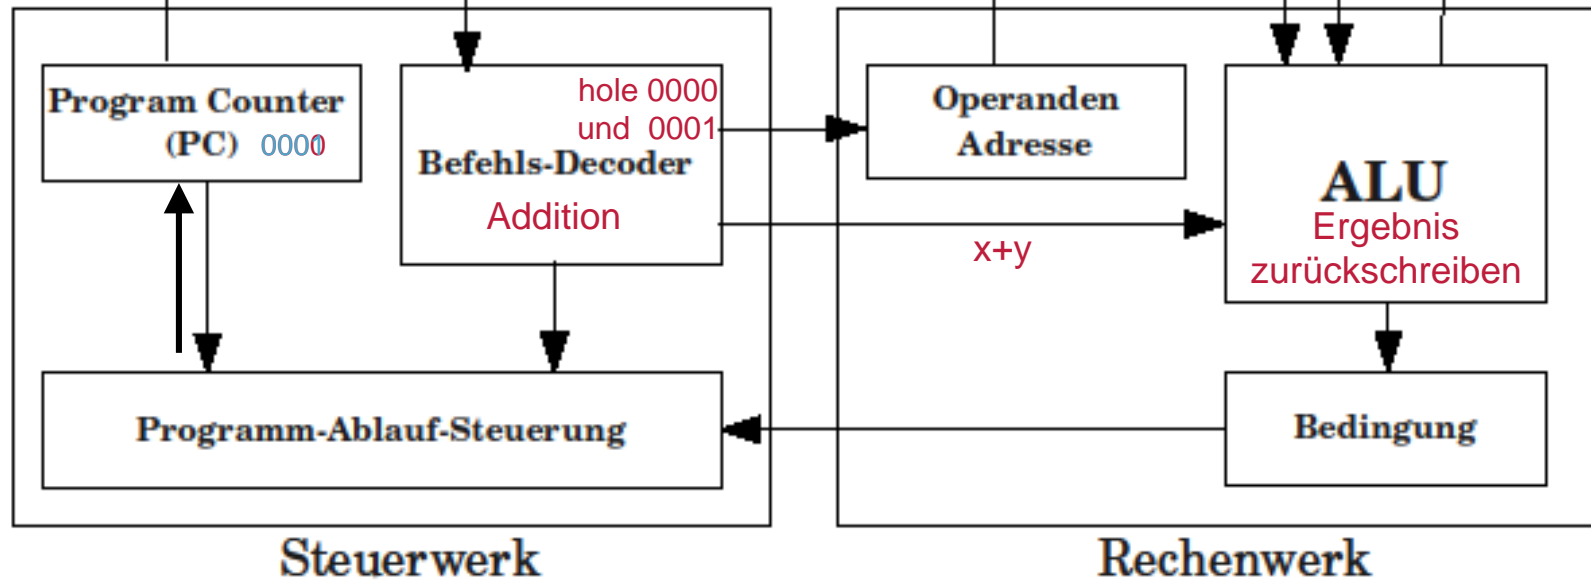 Program Counter
(PC)
hole 0000
und 0001
Befehls-Decoder
Addition
Operanden
Adresse
x+y
ALU
Ergebnis
zurückschreiben
Programm-Ablauf-Steuerung
Bedingung
Steuerwerk
Rechenwerk